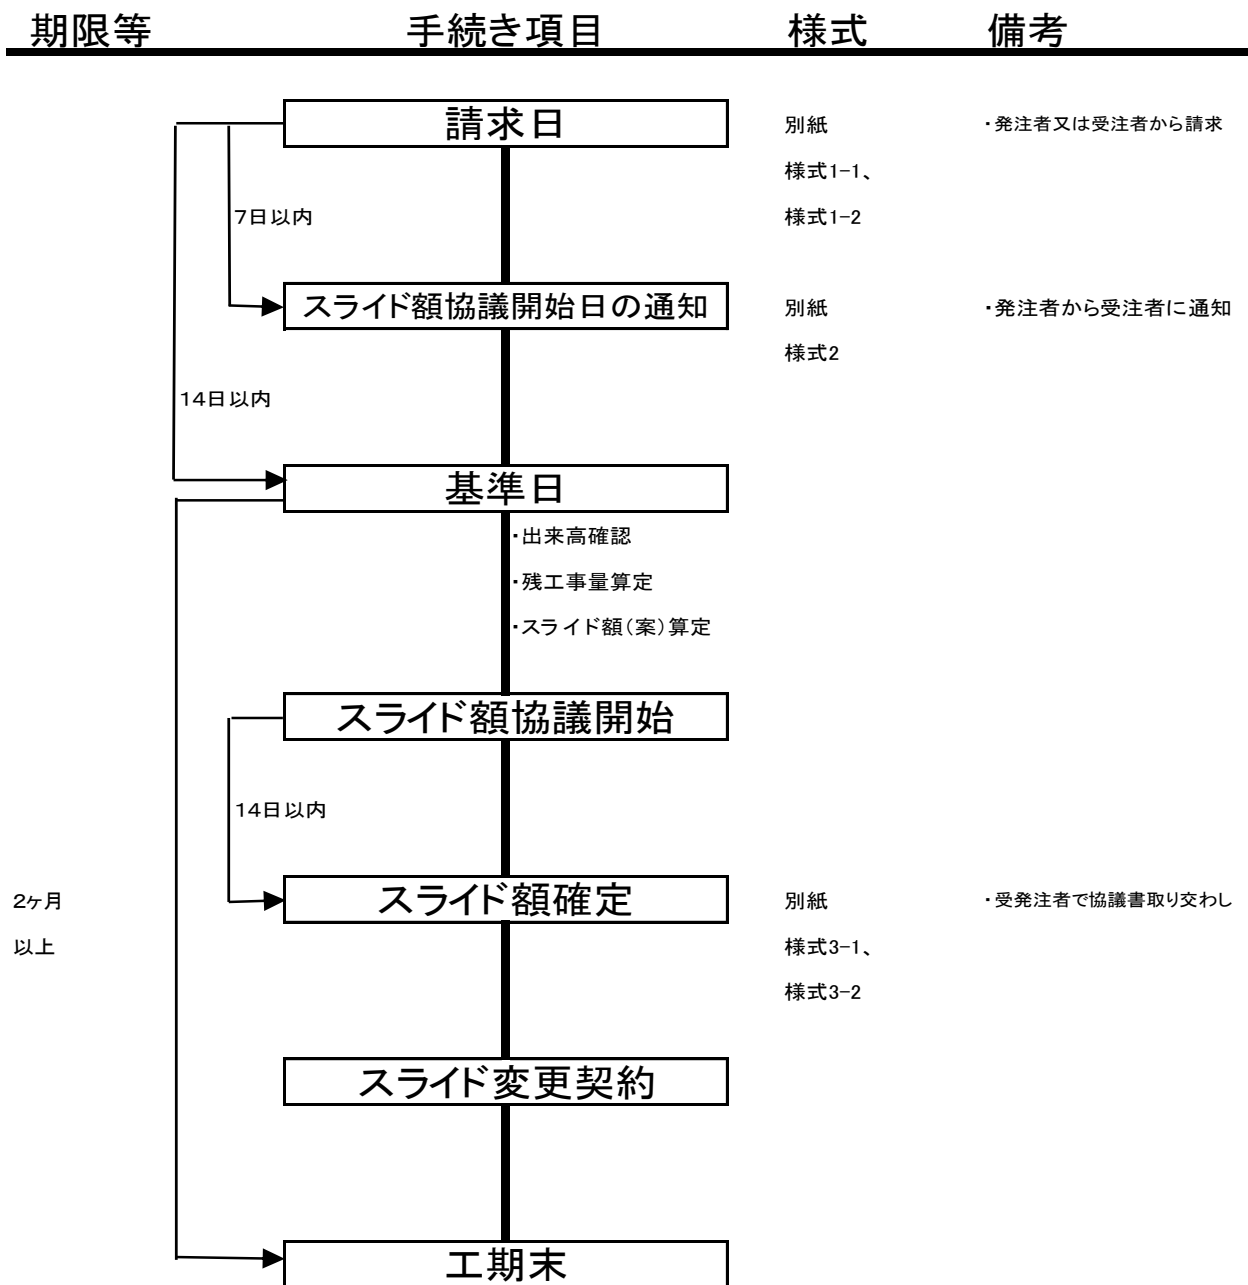 期限等 手続き項目 様式 備考
請求日 別紙 ・発注者又は受注者から請求
様式1-1、
7日以内 様式1-2
スライド額協議開始日の通知 別紙 ・発注者から受注者に通知
様式2
14日以内
基準日
・出来高確認
・残工事量算定
・スライド額(案)算定
スライド額協議開始
14日以内
2ヶ月 スライド額確定 別紙 ・受発注者で協議書取り交わし
以上 様式3-1、
様式3-2
スライド変更契約
工期末